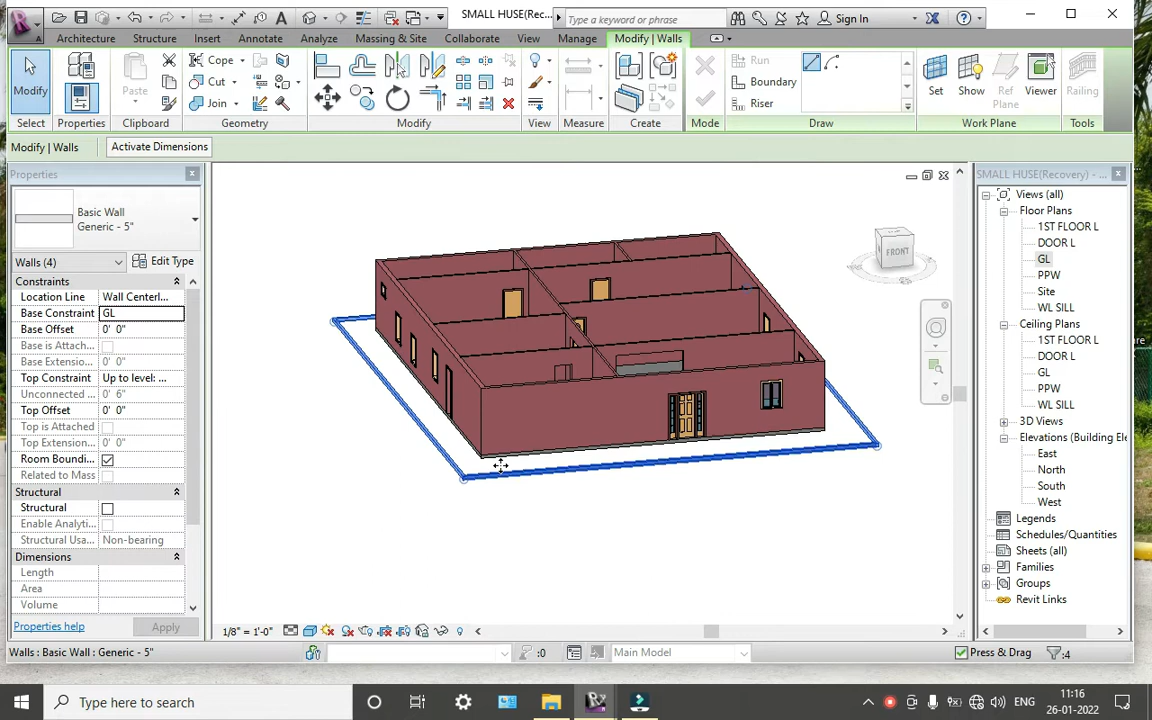 SMALL HUSE(Recov...
Type a keyword or phrase
Sign In
Architecture
Structure
Insert
Annotate
Analyze
Massing & Site
Collaborate
View
Manage
Modify | Walls
Modify
Select
Properties
Paste
Clipboard
Cope
Cut
Join
Geometry
Modify
View
Measure
Create
Mode
Run
Boundary
Riser
Draw
Set
Show
Ref Plane
Viewer
Work Plane
Railing
Tools
Modify | Walls
Activate Dimensions
Properties
Basic Wall
Generic - 5"
Walls (4)
Edit Type
Constraints
Location Line Wall Centerl...
Base Constraint GL
Base Offset 0' 0"
Base is Attach...
Base Extensio...
Top Constraint Up to level: ...
Unconnected ... 0' 6"
Top Offset 0' 0"
Top is Attached
Top Extension...
Room Boundi...
Related to Mass
Structural
Structural
Enable Analyti...
Structural Usa... Non-bearing
Dimensions
Length
Area
Volume
Properties help
Apply
FRONT
1/8" = 1'-0"
SMALL HUSE(Recovery) - ...
Views (all)
Floor Plans
1ST FLOOR L
DOOR L
GL
PPW
Site
WL SILL
Ceiling Plans
1ST FLOOR L
DOOR L
GL
PPW
WL SILL
3D Views
Elevations (Building El
East
North
South
West
Legends
Schedules/Quantities
Sheets (all)
Families
Groups
Revit Links
Walls : Basic Wall : Generic - 5"
:0
Main Model
Press & Drag
:4
Type here to search
ENG
11:16
26-01-2022